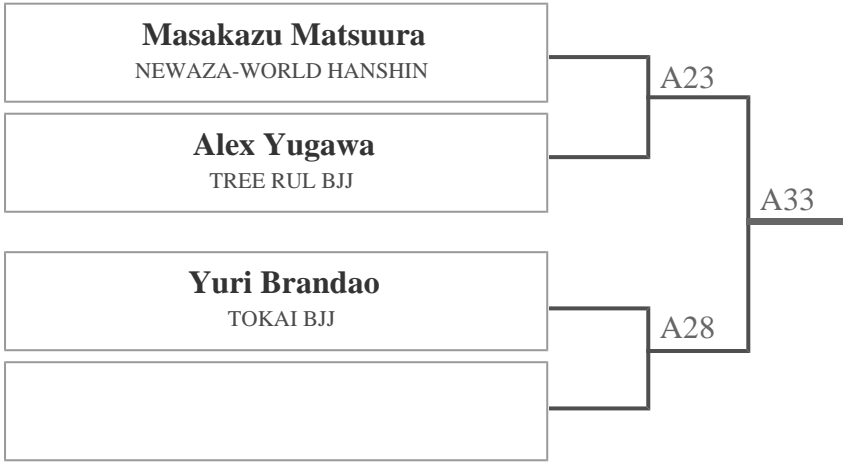 Masakazu Matsuura
NEWAZA-WORLD HANSHIN
A23
Alex Yugawa
TREE RUL BJJ
A33
Yuri Brandao
TOKAI BJJ
A28